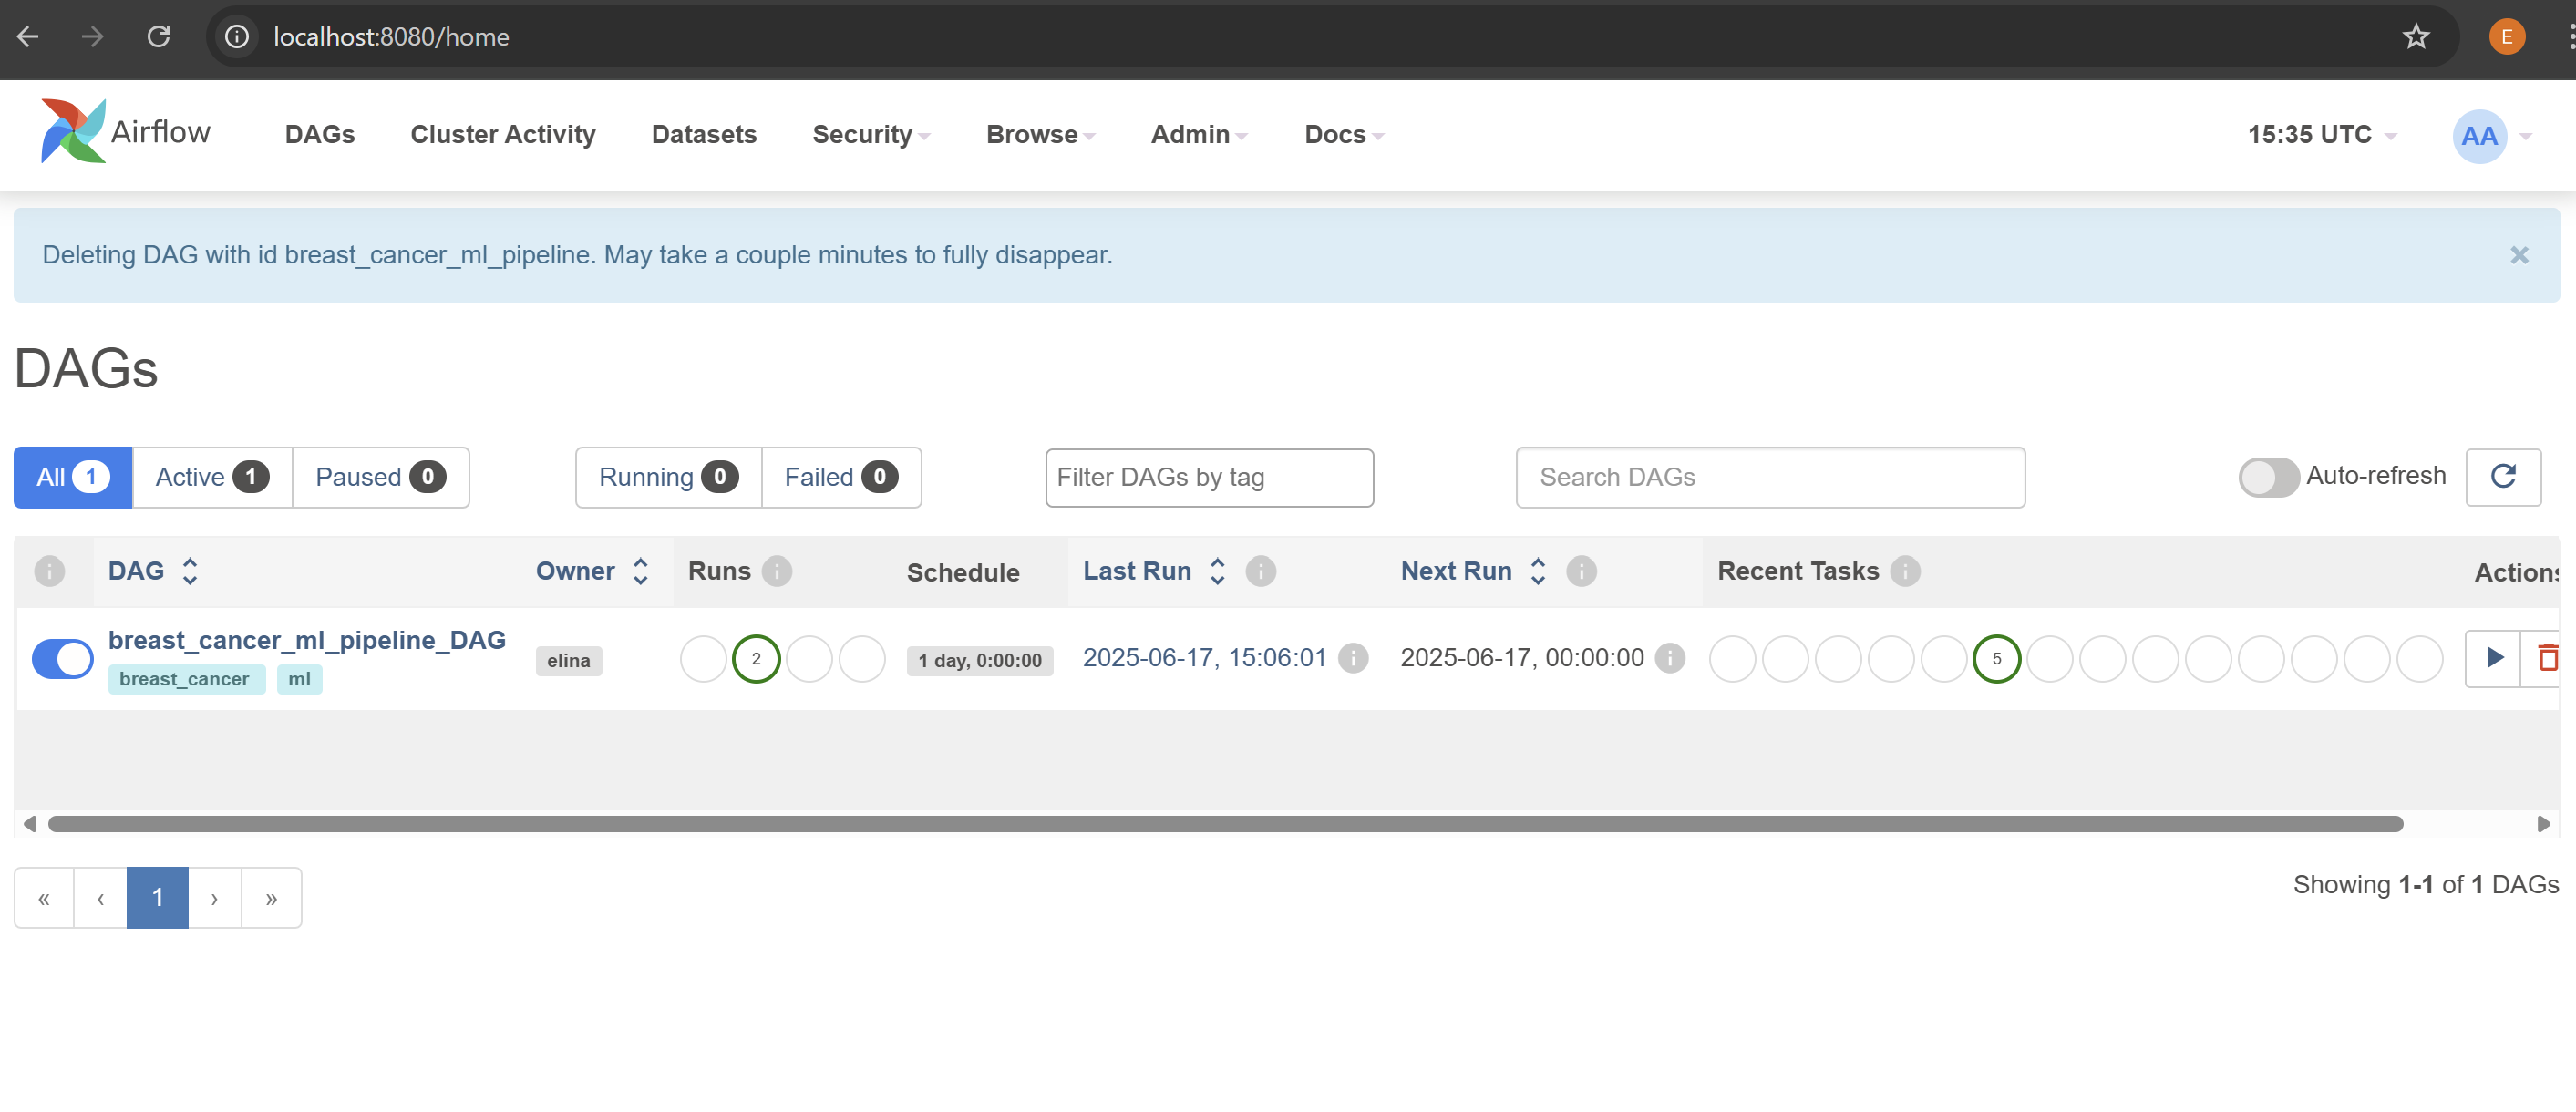 localhost:8080/home
E
Airflow DAGs Cluster Activity Datasets Security Browse Admin Docs 15:35 UTC AA
Deleting DAG with id breast_cancer_ml_pipeline. May take a couple minutes to fully disappear. ×
DAGs
All 1 Active 1 Paused 0 Running 0 Failed 0 Filter DAGs by tag Search DAGs Auto-refresh
DAG Owner Runs Schedule Last Run Next Run Recent Tasks Actions
breast_cancer_ml_pipeline_DAG
elina 2 1 day, 0:00:00 2025-06-17, 15:06:01 2025-06-17, 00:00:00 5
breast_cancer ml
« ‹ 1 › »
Showing 1-1 of 1 DAGs